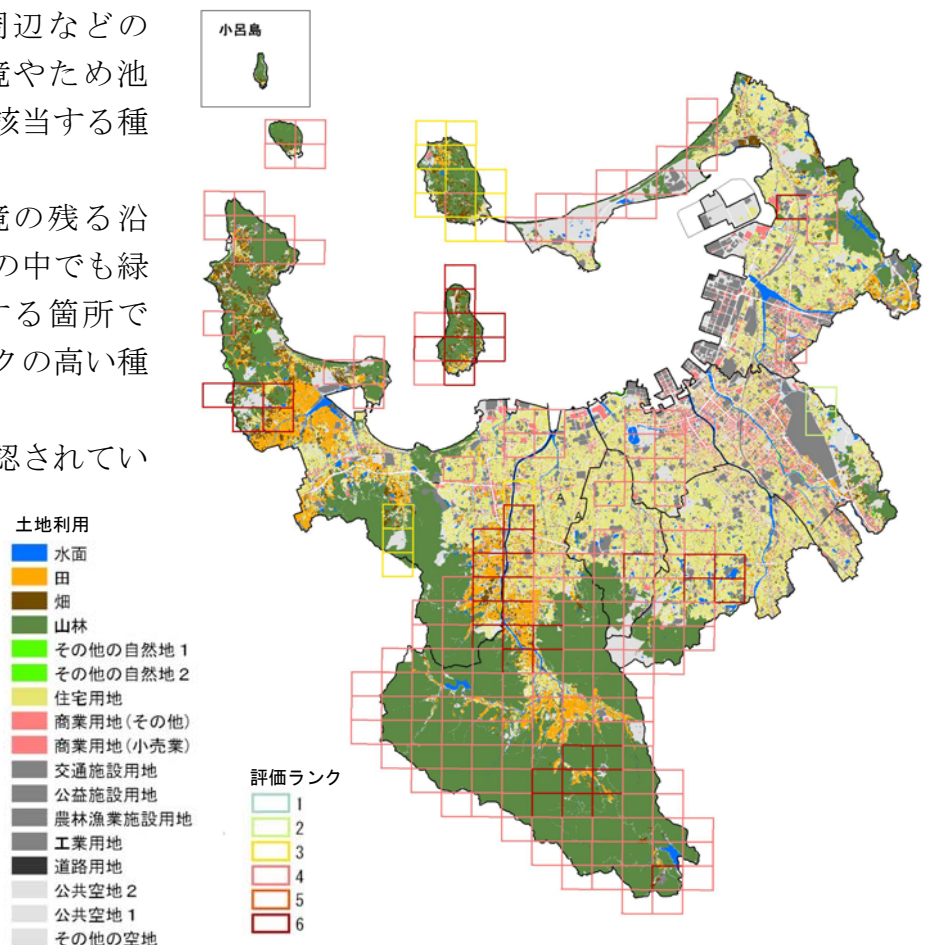 周辺などの
竟やため池
該当する種
竟の残る沿
の中でも緑
する箇所で
クの高い種
認されてい
小呂島
A
土地利用
水面
田
畑
山林
その他の自然地1
その他の自然地2
住宅用地
商業用地(その他)
商業用地(小売業)
交通施設用地
公益施設用地
農林漁業施設用地
工業用地
道路用地
公共空地2
公共空地1
その他の空地
評価ランク
1
2
3
4
5
6